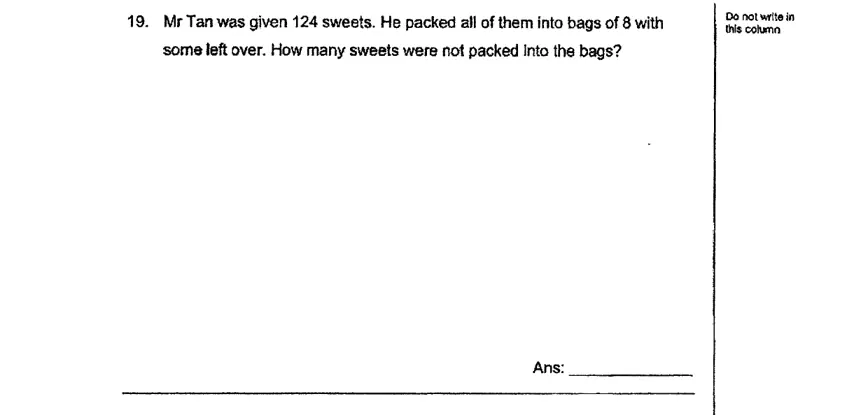 19. Mr Tan was given 124 sweets. He packed all of them into bags of 8 with
some left over. How many sweets were not packed into the bags?
Do not write in
this column
Ans: